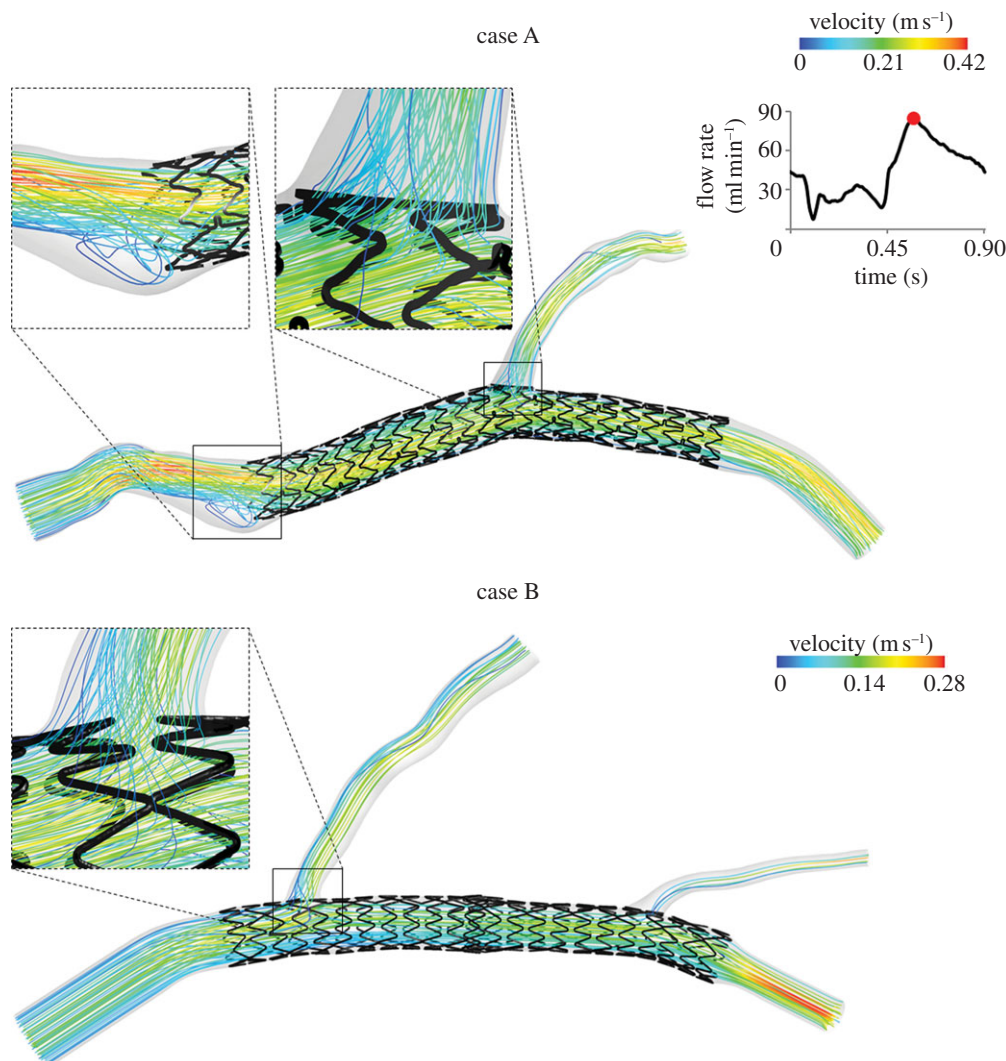 case A
velocity (m s⁻¹)
0 0.21 0.42
flow rate
(ml min⁻¹)
90
60
30
0 0.45 0.90
time (s)
case B
velocity (m s⁻¹)
0 0.14 0.28